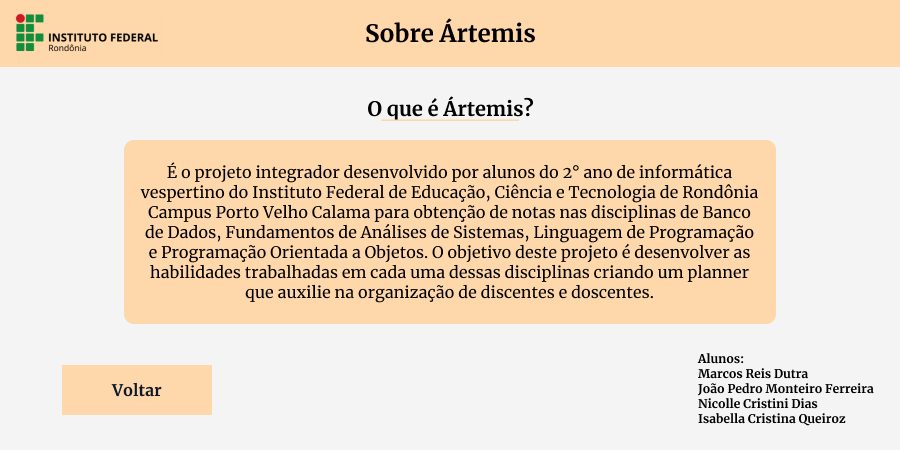 INSTITUTO FEDERAL
Rondônia
Sobre Ártemis
O que é Ártemis?
É o projeto integrador desenvolvido por alunos do 2° ano de informática
vespertino do Instituto Federal de Educação, Ciência e Tecnologia de Rondônia
Campus Porto Velho Calama para obtenção de notas nas disciplinas de Banco
de Dados, Fundamentos de Análises de Sistemas, Linguagem de Programação
e Programação Orientada a Objetos. O objetivo deste projeto é desenvolver as
habilidades trabalhadas em cada uma dessas disciplinas criando um planner
que auxilie na organização de discentes e doscentes.
Voltar
Alunos:
Marcos Reis Dutra
João Pedro Monteiro Ferreira
Nicolle Cristini Dias
Isabella Cristina Queiroz